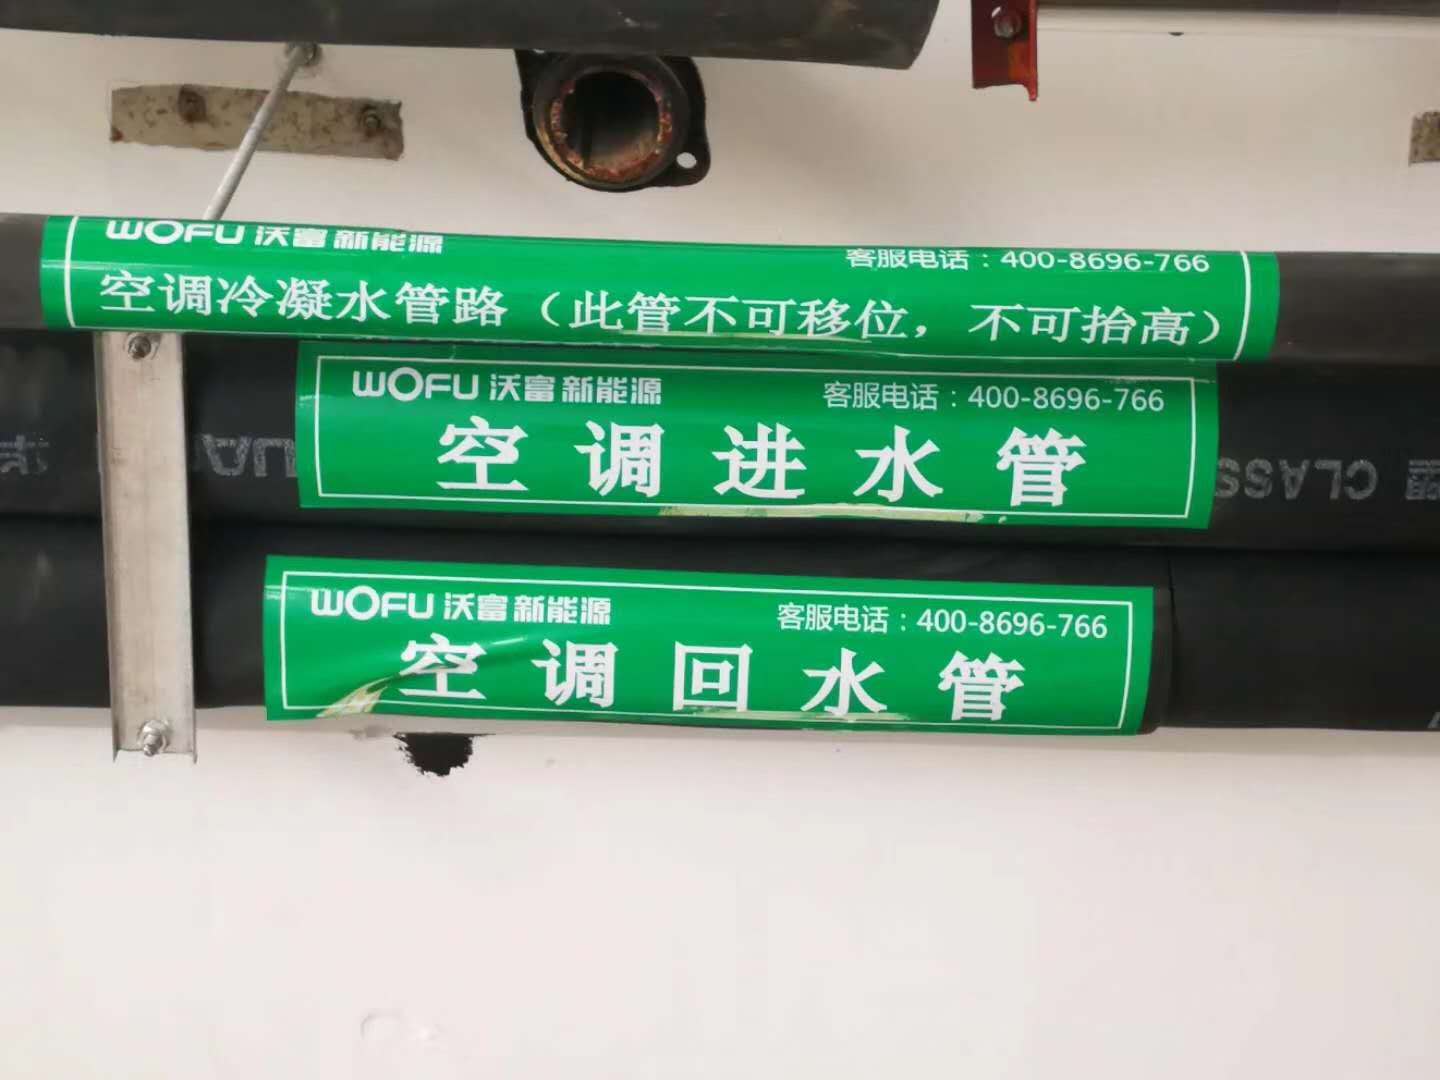 WOFU 沃富新能源 客服电话：400-8696-766
空调冷凝水管路（此管不可移位，不可抬高）
WOFU 沃富新能源 客服电话：400-8696-766
空调进水管
CLASS
WOFU 沃富新能源 客服电话：400-8696-766
空调回水管